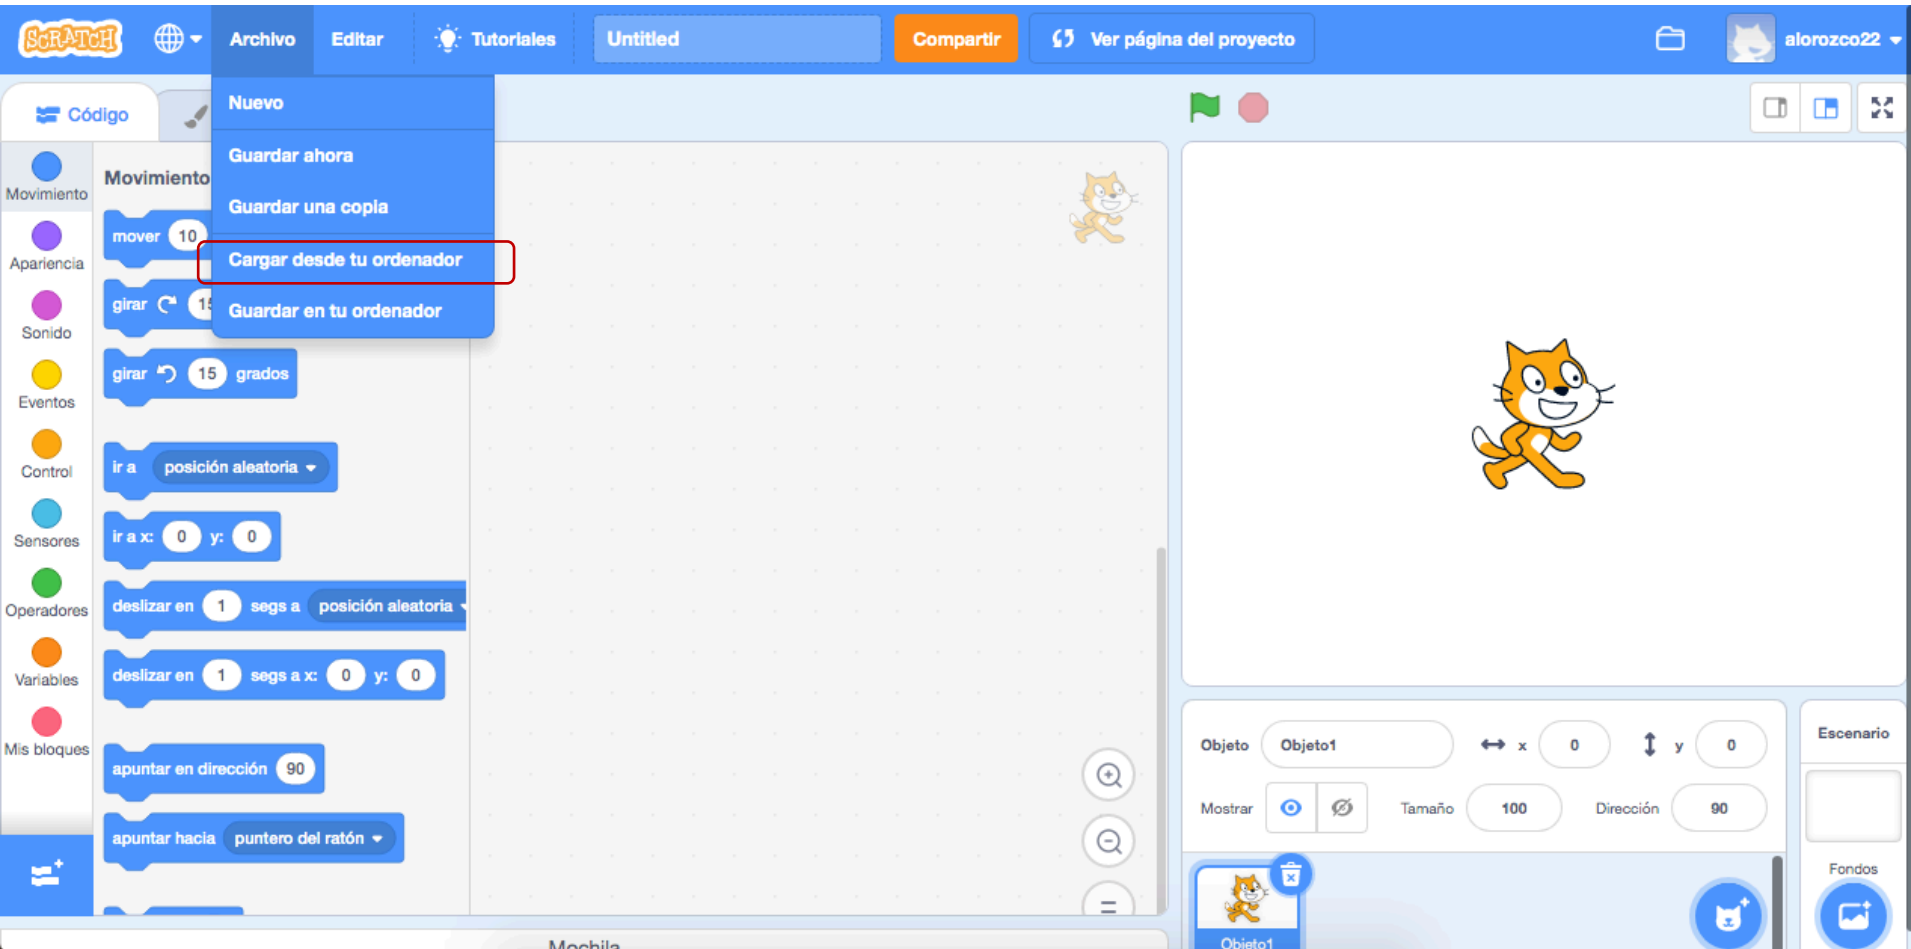 SCRATCH
Archivo
Editar
Tutoriales
Untitled
Compartir
Ver página del proyecto
alorozco22
Código
Nuevo
Guardar ahora
Guardar una copia
Cargar desde tu ordenador
Guardar en tu ordenador
Movimiento
Apariencia
Sonido
Eventos
Control
Sensores
Operadores
Variables
Mis bloques
Movimiento
mover 10
girar 15
girar 15 grados
ir a posición aleatoria
ir a x: 0 y: 0
deslizar en 1 segs a posición aleatoria
deslizar en 1 segs a x: 0 y: 0
apuntar en dirección 90
apuntar hacia puntero del ratón
Mochila
Objeto Objeto1 x 0 y 0
Mostrar Tamaño 100 Dirección 90
Objeto1
Escenario
Fondos